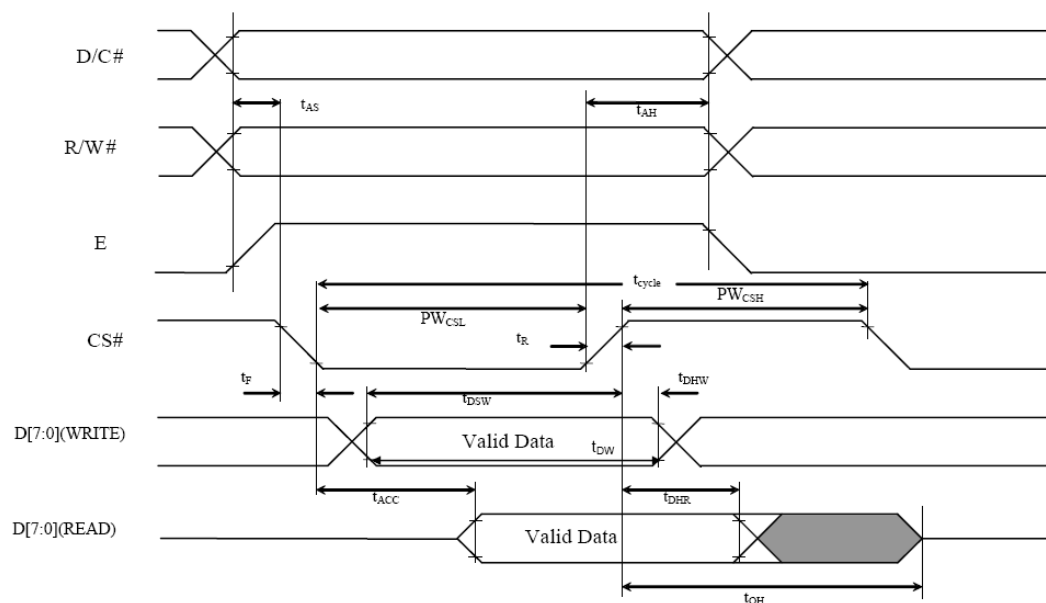 D/C#
tAS
tAH
R/W#
E
tcycle
PWCSL
PWCSH
CS#
tR
tF
tDSW
tDHW
D[7:0](WRITE)
Valid Data
tDW
tACC
tDHR
D[7:0](READ)
Valid Data
tOH